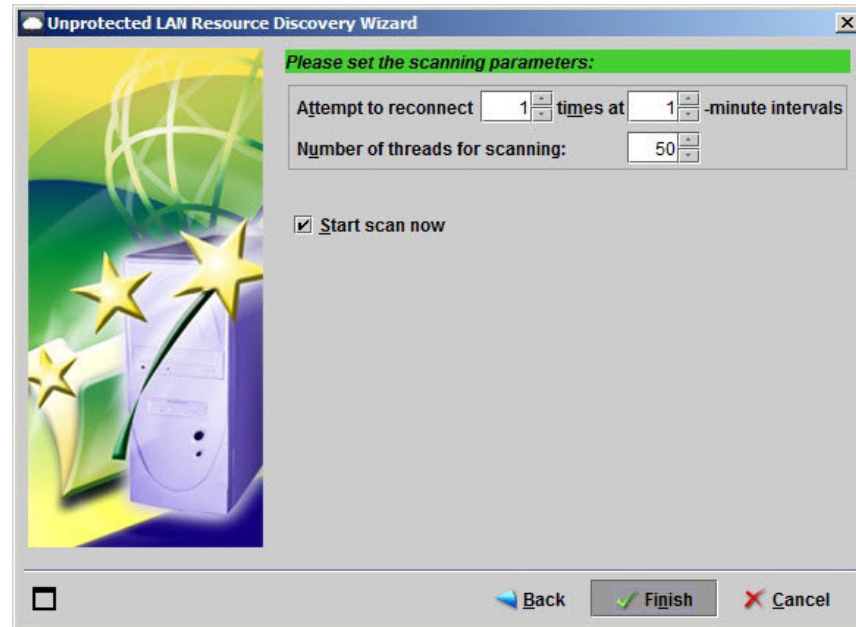 Unprotected LAN Resource Discovery Wizard
Please set the scanning parameters:
Attempt to reconnect 1 times at 1 -minute intervals
Number of threads for scanning: 50
Start scan now
Back Finish Cancel